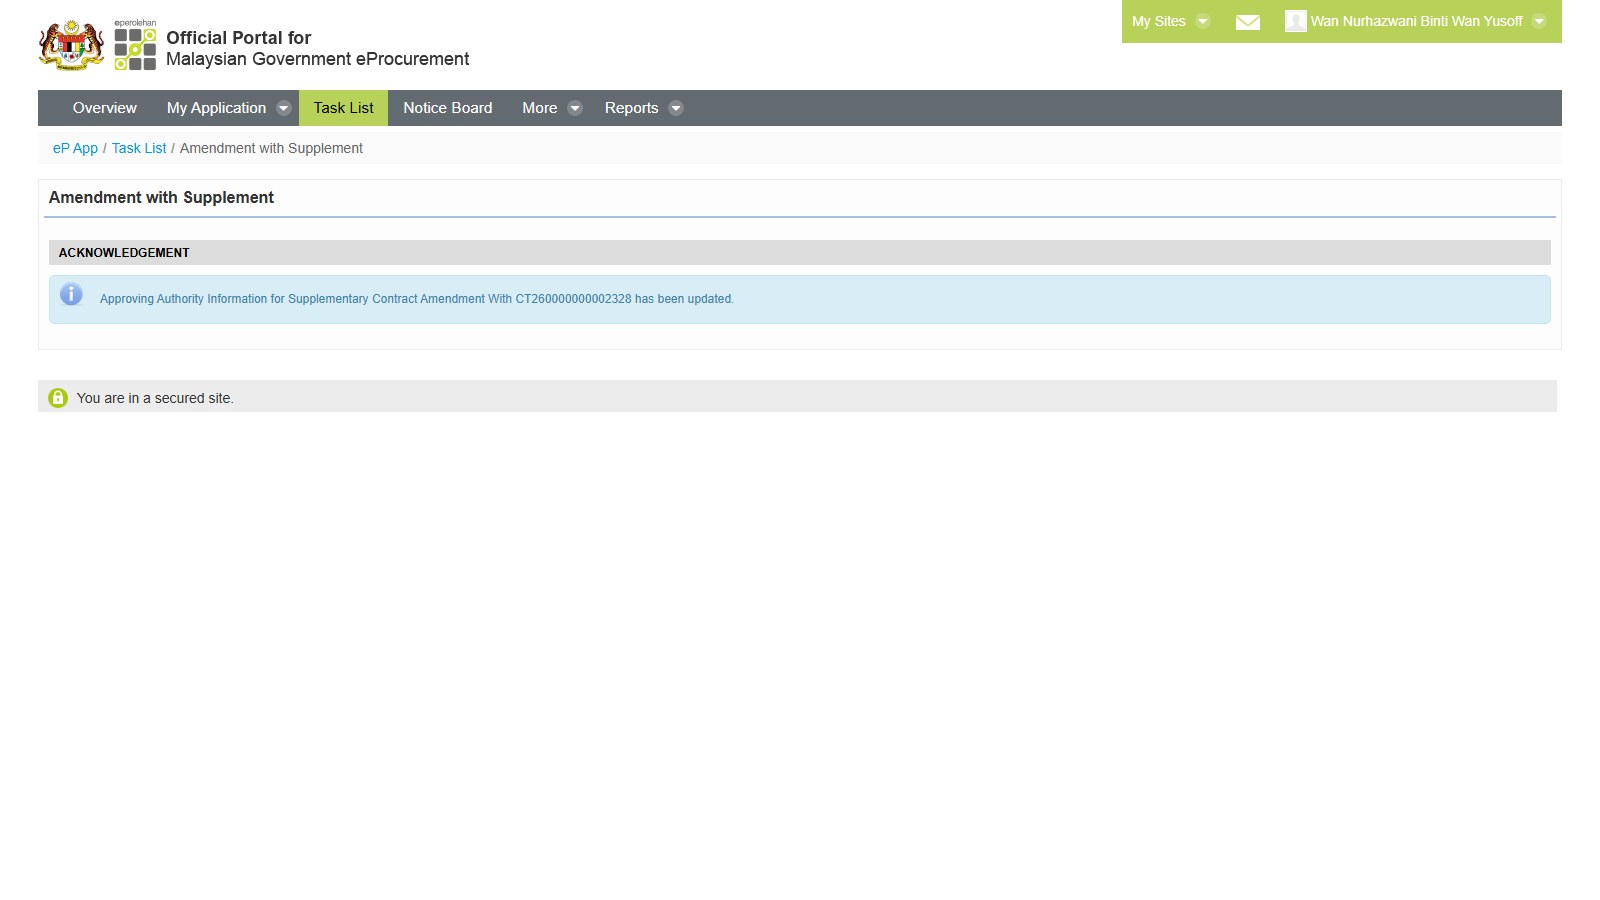 My Sites
Wan Nurhazwani Binti Wan Yusoff
eperolehan
Official Portal for
Malaysian Government eProcurement
Overview My Application Task List Notice Board More Reports
eP App / Task List / Amendment with Supplement
Amendment with Supplement
ACKNOWLEDGEMENT
Approving Authority Information for Supplementary Contract Amendment With CT260000000002328 has been updated.
You are in a secured site.